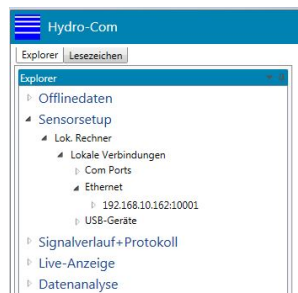 Hydro-Com
Explorer Lesezeichen
Explorer
Offlinedaten
Sensorsetup
Lok. Rechner
Lokale Verbindungen
Com Ports
Ethernet
192.168.10.162:10001
USB-Geräte
Signalverlauf+Protokoll
Live-Anzeige
Datenanalyse